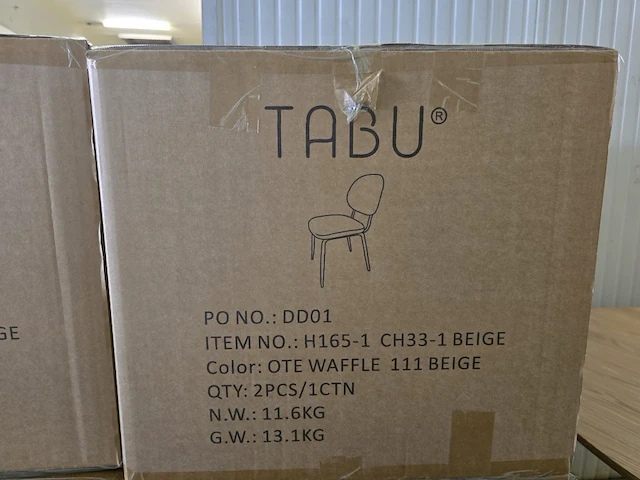 TABU®
PO NO.: DD01
ITEM NO.: H165-1 CH33-1 BEIGE
Color: OTE WAFFLE 111 BEIGE
QTY: 2PCS/1CTN
N.W.: 11.6KG
G.W.: 13.1KG